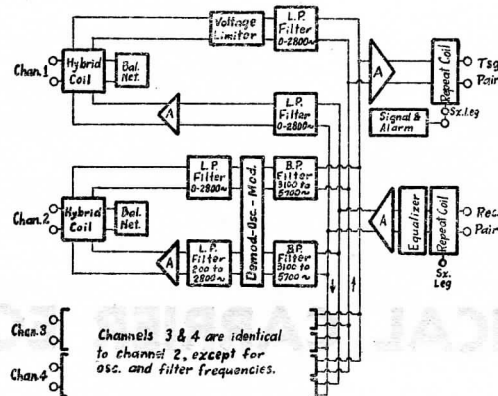 Voltage Limitor
L.P. Filter 0-2800~
Chan.1
Hybrid Coil
Bal. Net.
A
L.P. Filter 0-2800~
A
Repeat Coil
Tsg
Pair
Sx.Leg
Signal & Alarm
Chan.2
Hybrid Coil
Bal. Net.
L.P. Filter 0-2800~
Demod-Osc-Mod.
B.P. Filter 3100 to 5700~
A
L.P. Filter 200 to 2800~
B.P. Filter 3100 to 5700~
A
Equalizer
Repeat Coil
Rec.
Pair
Sx. Leg
Chan.3
Chan.4
Channels 3 & 4 are identical
to channel 2, except for
osc. and filter frequencies.